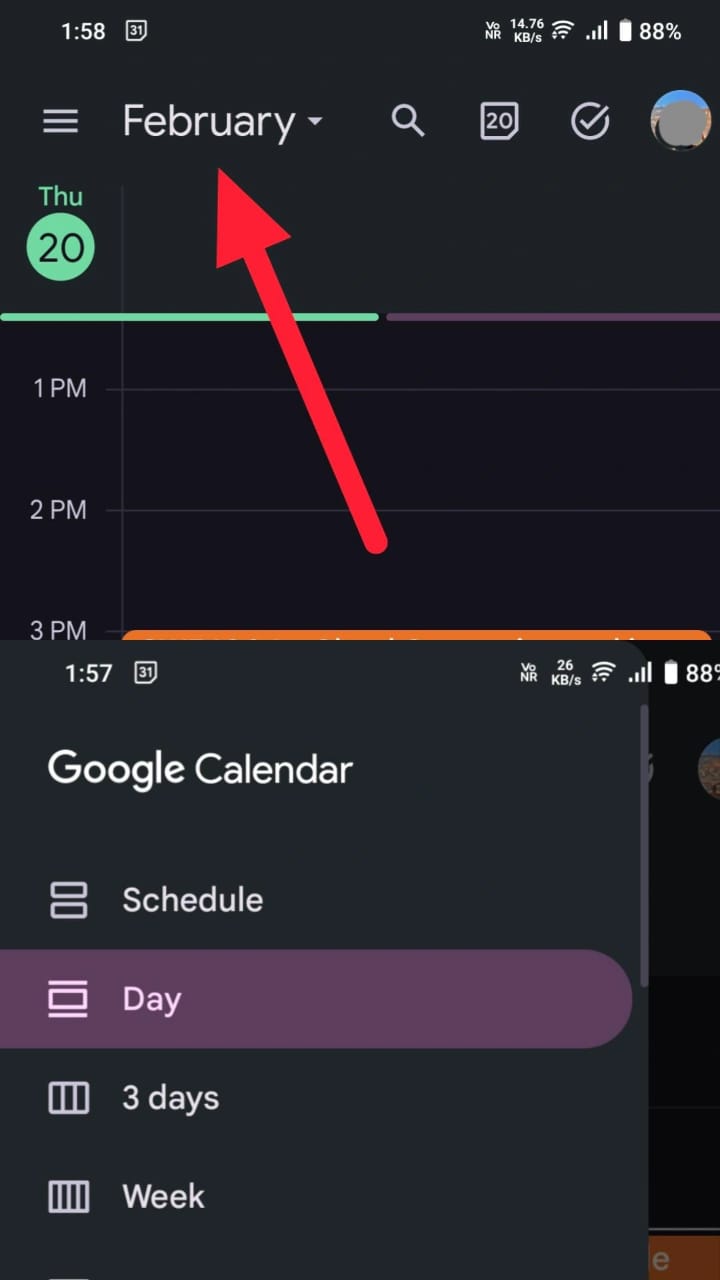 1:58 31 Vo NR 14.76 KB/s 88%
February 20
Thu
20
1 PM
2 PM
3 PM
1:57 31 Vo NR 26 KB/s 88%
Google Calendar
Schedule
Day
3 days
Week
e